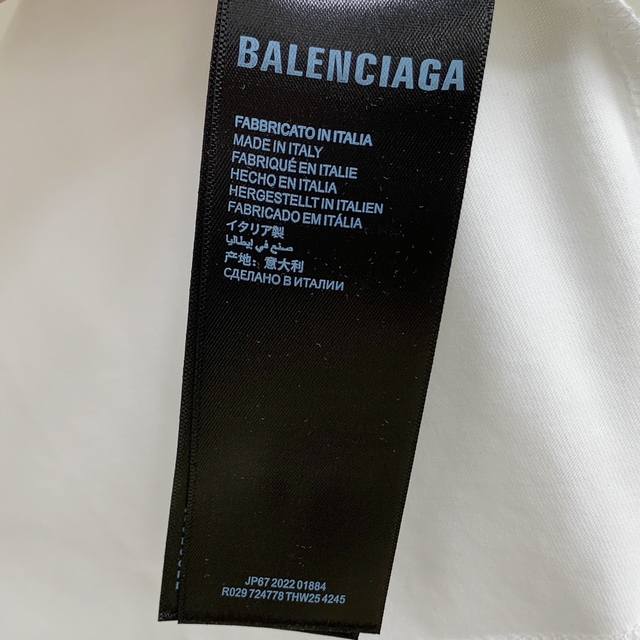 BALENCIAGA
FABBRICATO IN ITALIA
MADE IN ITALY
FABRIQUÉ EN ITALIE
HECHO EN ITALIA
HERGESTELLT IN ITALIEN
FABRICADO EM ITÁLIA
イタリア製
صنع في إيطاليا
产地：意大利
СДЕЛАНО В ИТАЛИИ
JP67 2022 01884
R029 724778 THW25 4245